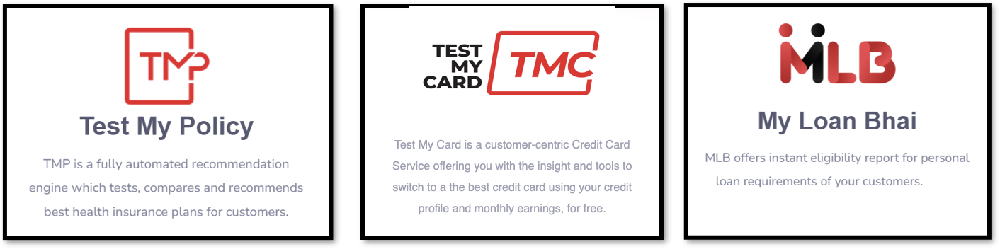 TMP
Test My Policy
TMP is a fully automated recommendation
engine which tests, compares and recommends
best health insurance plans for customers.
TEST
MY
CARD
TMC
Test My Card is a customer-centric Credit Card
Service offering you with the insight and tools to
switch to a the best credit card using your credit
profile and monthly earnings, for free.
MLB
My Loan Bhai
MLB offers instant eligibility report for personal
loan requirements of your customers.